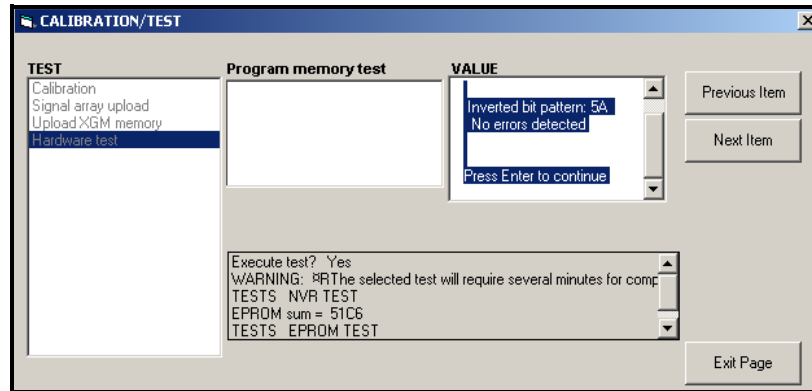 CALIBRATION/TEST
TEST
Calibration
Signal array upload
Upload XGM memory
Hardware test
Program memory test
VALUE
Inverted bit pattern: 5A
No errors detected
Press Enter to continue
Previous Item
Next Item
Execute test? Yes
WARNING: ¤RThe selected test will require several minutes for comp
TESTS NVR TEST
EPROM sum = 51C6
TESTS EPROM TEST
Exit Page